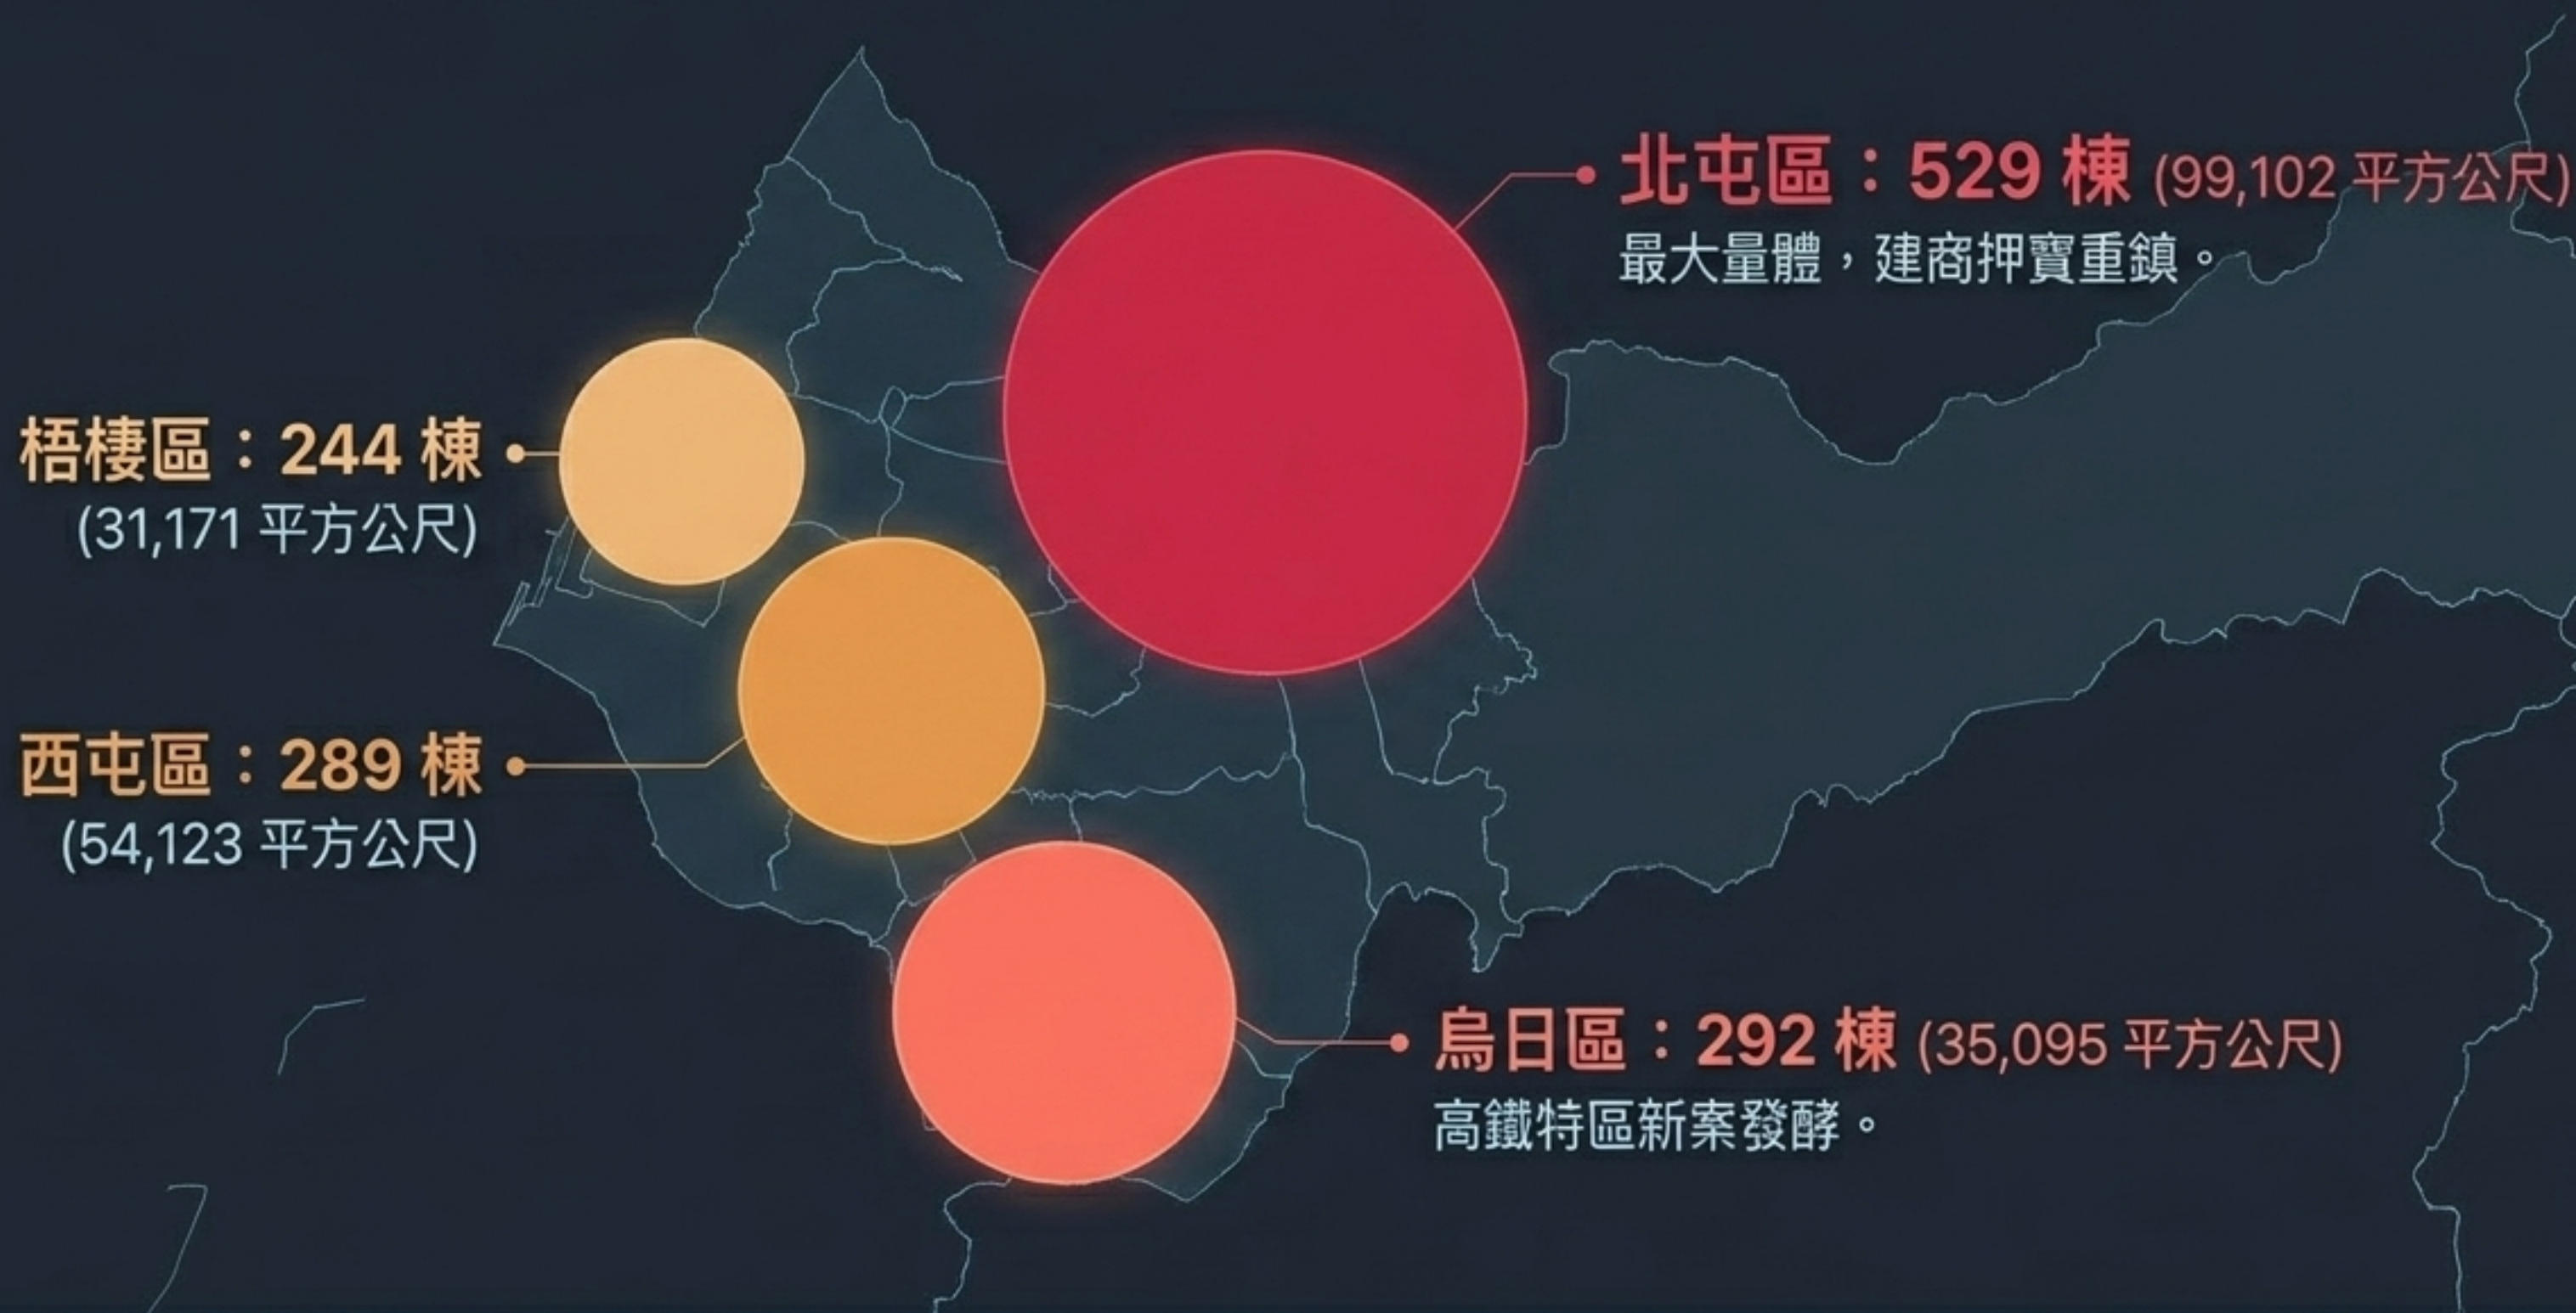 北屯區：529 棟 (99,102 平方公尺)
最大量體，建商押寶重鎮。
梧棲區：244 棟
(31,171 平方公尺)
西屯區：289 棟
(54,123 平方公尺)
烏日區：292 棟 (35,095 平方公尺)
高鐵特區新案發酵。